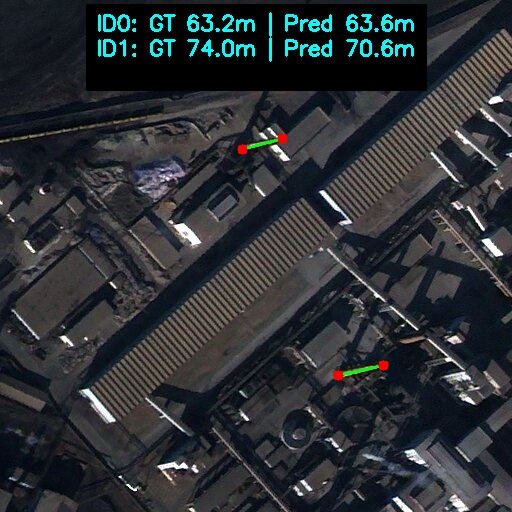 ID0: GT 63.2m | Pred 63.6m
ID1: GT 74.0m | Pred 70.6m